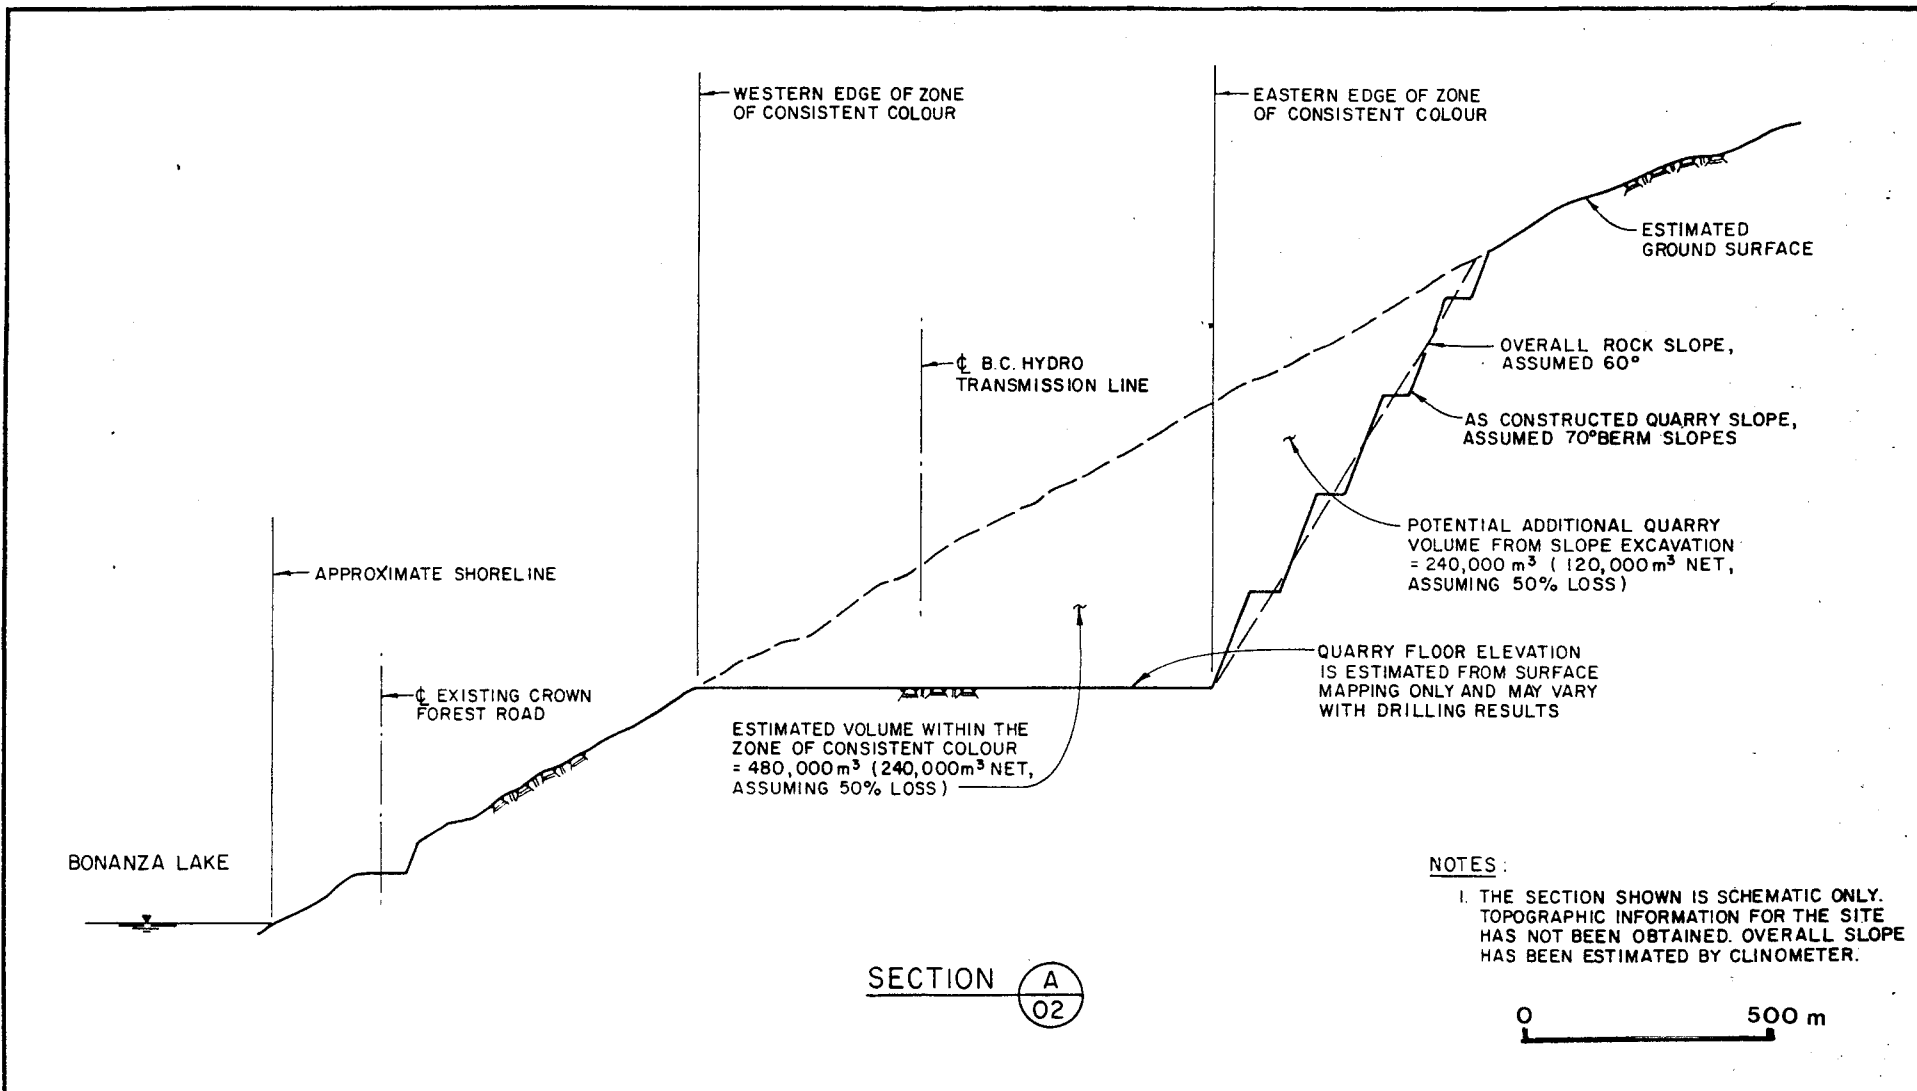 WESTERN EDGE OF ZONE
OF CONSISTENT COLOUR
EASTERN EDGE OF ZONE
OF CONSISTENT COLOUR
ESTIMATED
GROUND SURFACE
OVERALL ROCK SLOPE,
ASSUMED 60°
℄ B.C. HYDRO
TRANSMISSION LINE
AS CONSTRUCTED QUARRY SLOPE,
ASSUMED 70° BERM SLOPES
POTENTIAL ADDITIONAL QUARRY
VOLUME FROM SLOPE EXCAVATION
= 240,000 m³ ( 120,000m³ NET,
ASSUMING 50% LOSS )
APPROXIMATE SHORELINE
QUARRY FLOOR ELEVATION
IS ESTIMATED FROM SURFACE
MAPPING ONLY AND MAY VARY
WITH DRILLING RESULTS
℄ EXISTING CROWN
FOREST ROAD
ESTIMATED VOLUME WITHIN THE
ZONE OF CONSISTENT COLOUR
= 480,000m³ (240,000m³ NET,
ASSUMING 50% LOSS )
BONANZA LAKE
NOTES :
1. THE SECTION SHOWN IS SCHEMATIC ONLY.
TOPOGRAPHIC INFORMATION FOR THE SITE
HAS NOT BEEN OBTAINED. OVERALL SLOPE
HAS BEEN ESTIMATED BY CLINOMETER.
SECTION A
02
0 500 m